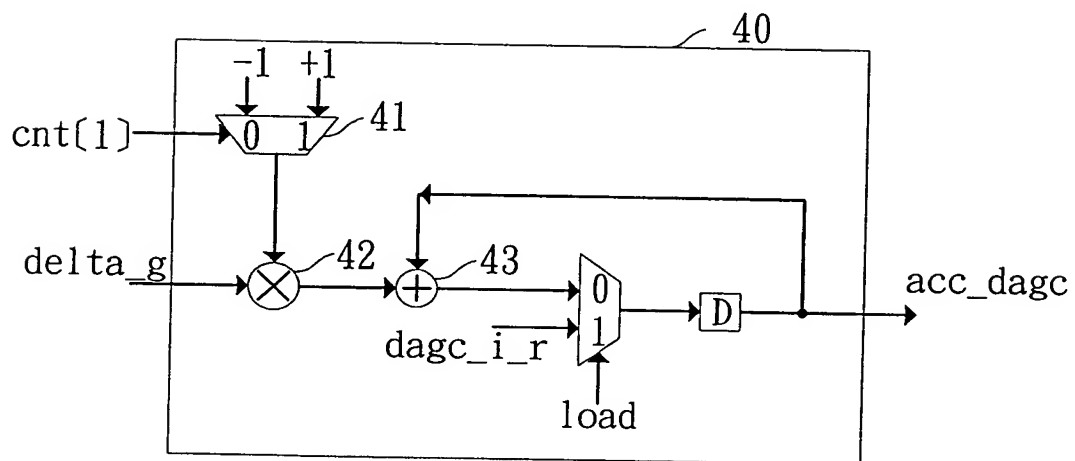 40
-1 +1
cnt(1) 0 1 41
delta_g 42 43 acc_dagc
0 D
dagc_i_r 1
load